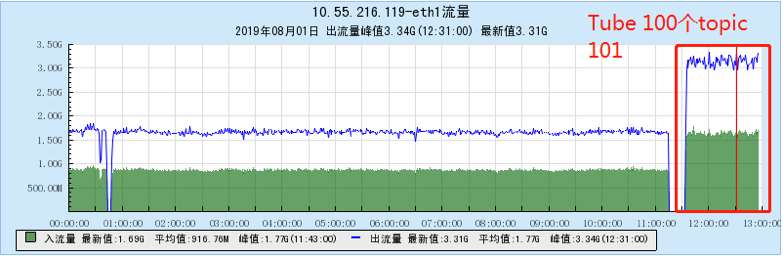 10.55.216.119-eth1流量
2019年08月01日 出流量峰值3.34G(12:31:00) 最新值3.31G
Tube 100个topic
101
3.50G
3.00G
2.50G
2.00G
1.50G
1.00G
500.00M
00:00:00 01:00:00 02:00:00 03:00:00 04:00:00 05:00:00 06:00:00 07:00:00 08:00:00 09:00:00 10:00:00 11:00:00 12:00:00 13:00:00
入流量 最新值:1.69G 平均值:916.76M 峰值:1.77G(11:43:00) 出流量 最新值:3.31G 平均值:1.77G 峰值:3.34G(12:31:00)